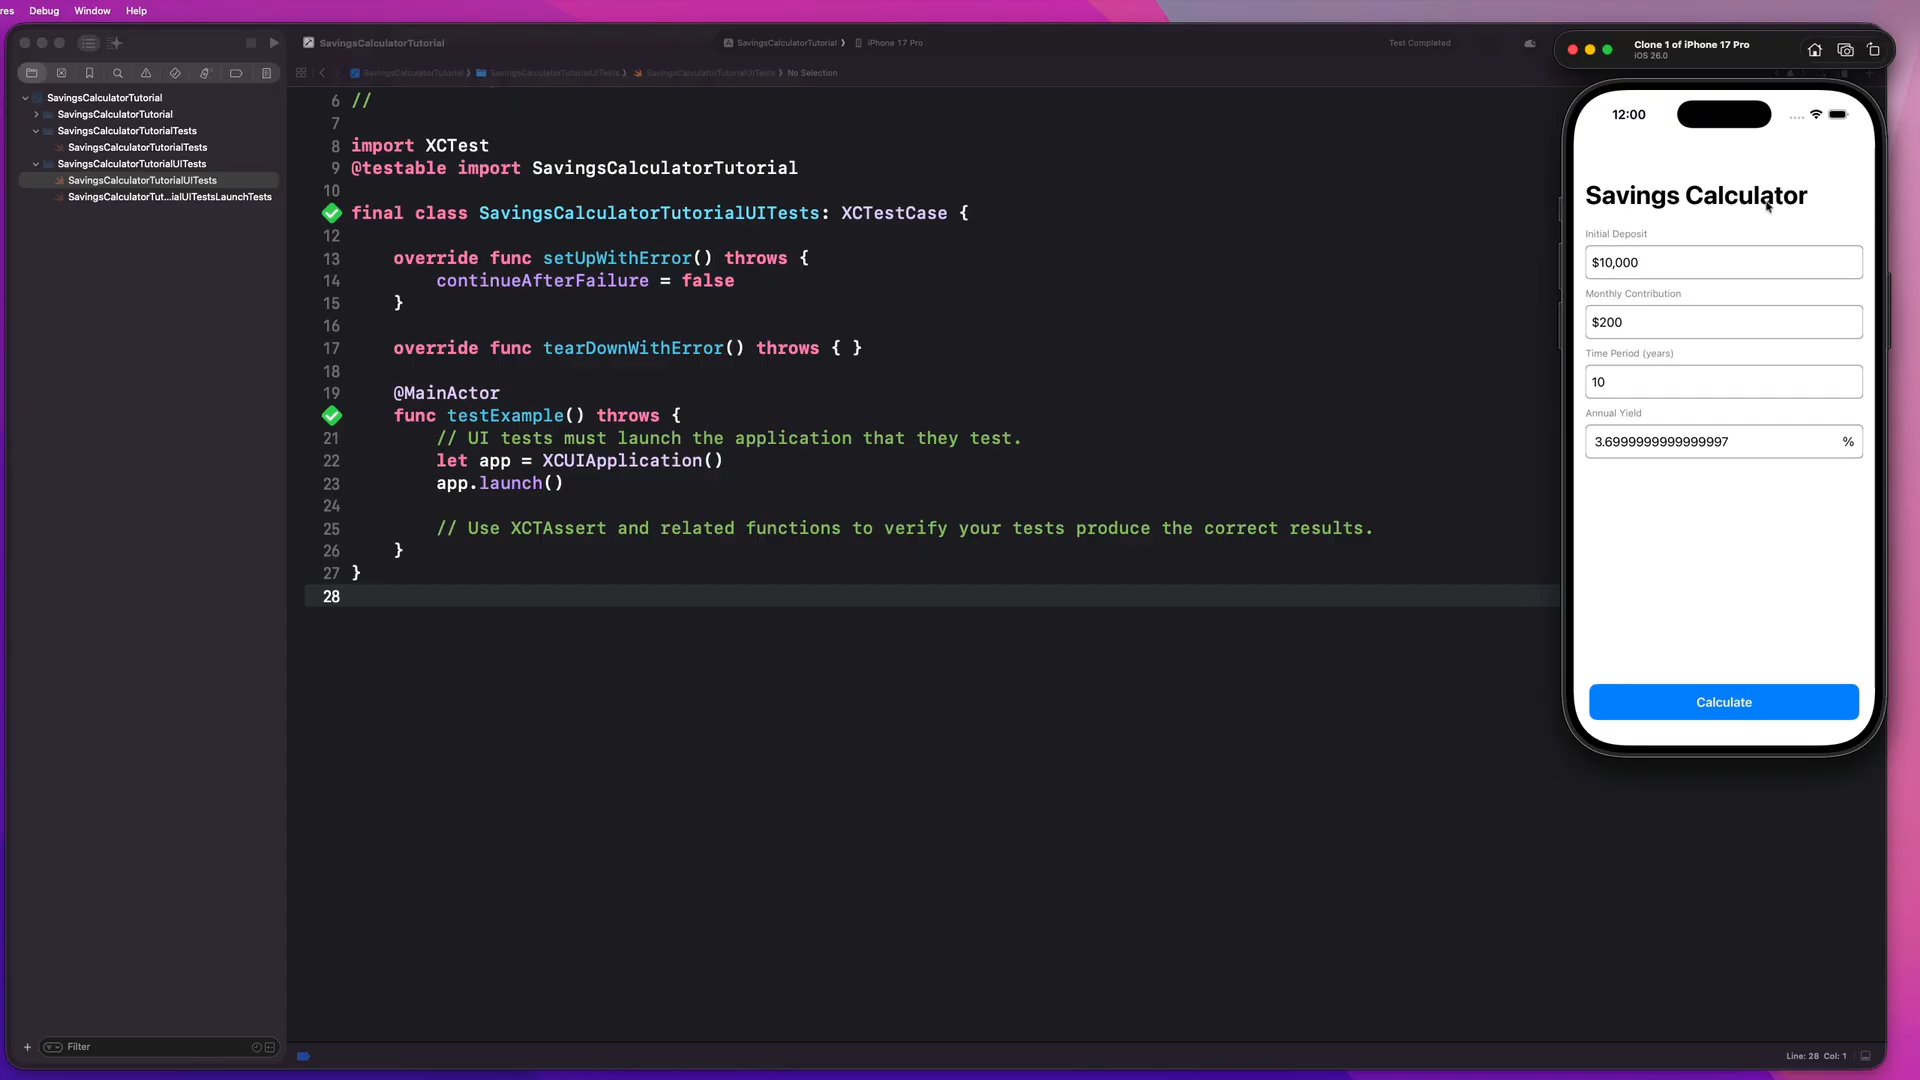 res Debug Window Help
SavingsCalculatorTutorial
SavingsCalculatorTutorial
SavingsCalculatorTutorialTests
SavingsCalculatorTutorialTests
SavingsCalculatorTutorialUITests
SavingsCalculatorTutorialUITests
SavingsCalculatorTut...ialUITestsLaunchTests
Filter
SavingsCalculatorTutorial
SavingsCalculatorTutorial iPhone 17 Pro
Test Completed
SavingsCalculatorTutorial SavingsCalculatorTutorialUITests SavingsCalculatorTutorialUITests No Selection
6 //
7
8 import XCTest
9 @testable import SavingsCalculatorTutorial
10
final class SavingsCalculatorTutorialUITests: XCTestCase {
12
13 override func setUpWithError() throws {
14 continueAfterFailure = false
15 }
16
17 override func tearDownWithError() throws { }
18
19 @MainActor
func testExample() throws {
21 // UI tests must launch the application that they test.
22 let app = XCUIApplication()
23 app.launch()
24
25 // Use XCTAssert and related functions to verify your tests produce the correct results.
26 }
27 }
28
Line: 28 Col: 1
Clone 1 of iPhone 17 Pro
iOS 26.0
12:00
Savings Calculator
Initial Deposit
$10,000
Monthly Contribution
$200
Time Period (years)
10
Annual Yield
3.6999999999999997 %
Calculate